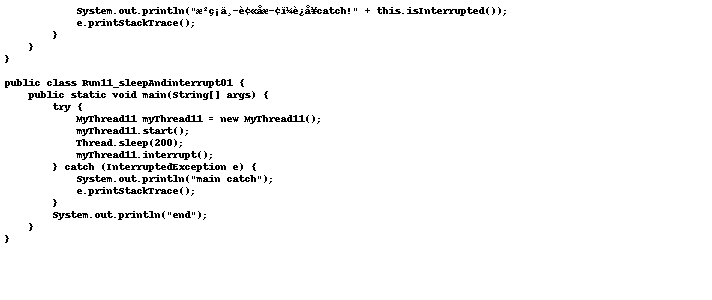 System.out.println("æ²ç¡ä¸-è¢«åæ-¢ï¼è¿å¥catch!" + this.isInterrupted());
e.printStackTrace();
}
}
}
public class Run11_sleepAndinterrupt01 {
public static void main(String[] args) {
try {
MyThread11 myThread11 = new MyThread11();
myThread11.start();
Thread.sleep(200);
myThread11.interrupt();
} catch (InterruptedException e) {
System.out.println("main catch");
e.printStackTrace();
}
System.out.println("end");
}
}